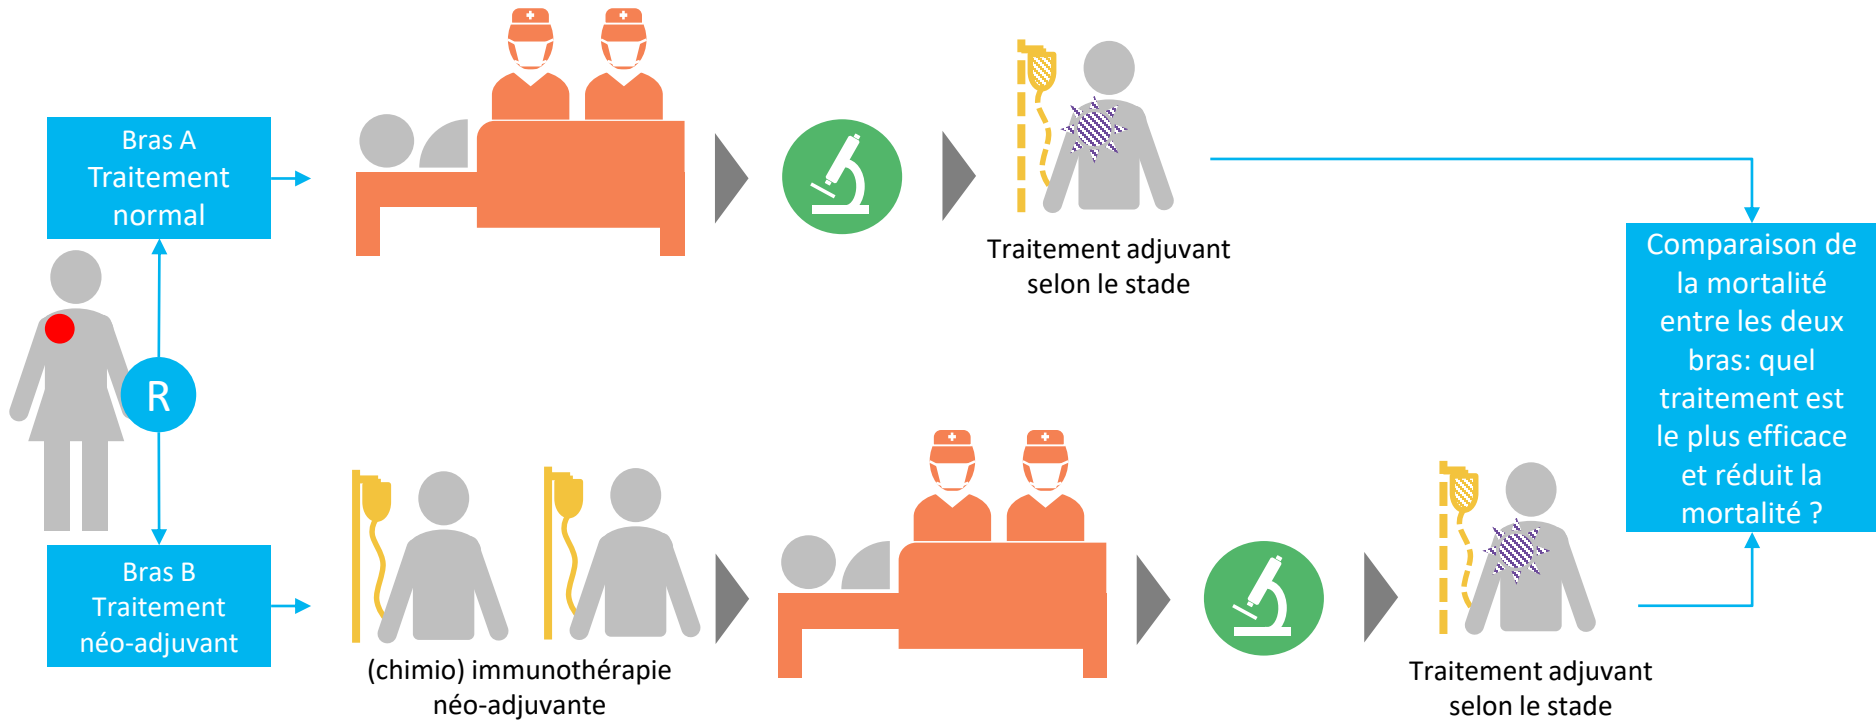 Bras A
Traitement
normal
Traitement adjuvant
selon le stade
R
Bras B
Traitement
néo-adjuvant
(chimio) immunothérapie
néo-adjuvante
Traitement adjuvant
selon le stade
Comparaison de
la mortalité
entre les deux
bras: quel
traitement est
le plus efficace
et réduit la
mortalité ?